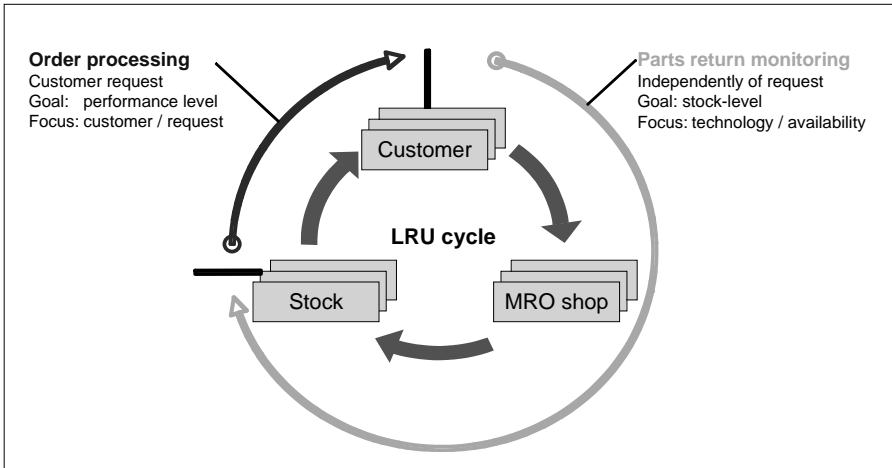 Order processing
Customer request
Goal: performance level
Focus: customer / request
Parts return monitoring
Independently of request
Goal: stock-level
Focus: technology / availability
Customer
LRU cycle
Stock
MRO shop